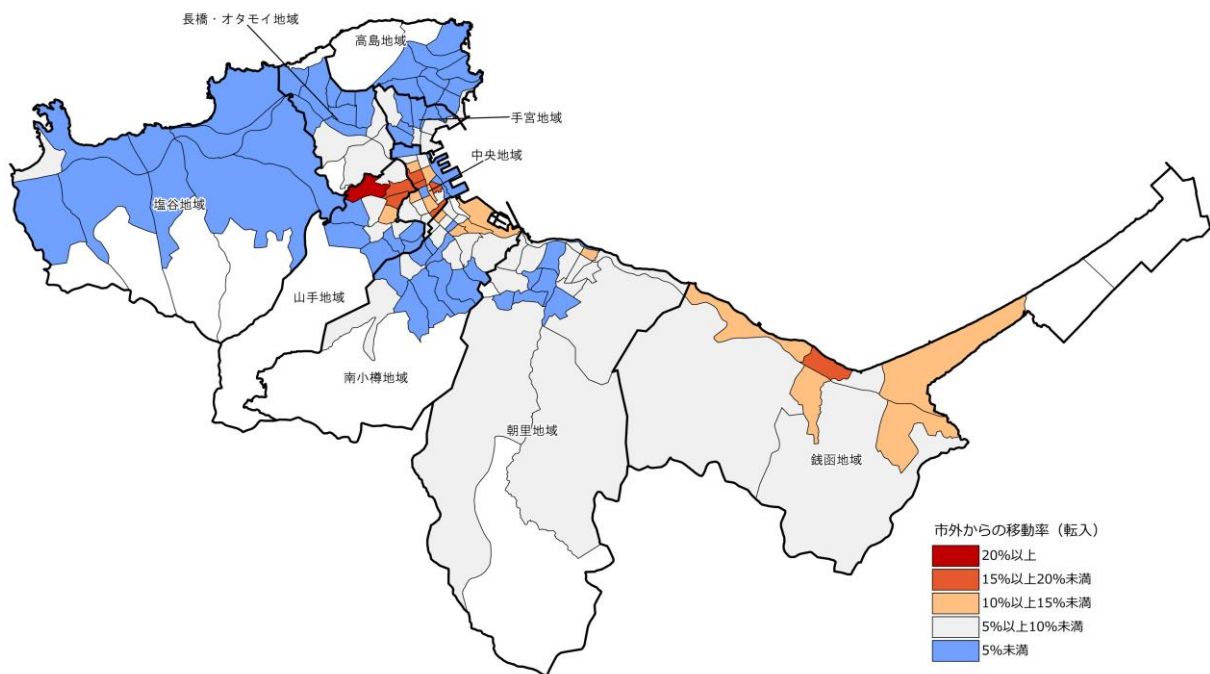 長橋・オタモイ地域
高島地域
手宮地域
中央地域
塩谷地域
山手地域
南小樽地域
朝里地域
銭函地域
市外からの移動率（転入）
20%以上
15%以上20%未満
10%以上15%未満
5%以上10%未満
5%未満